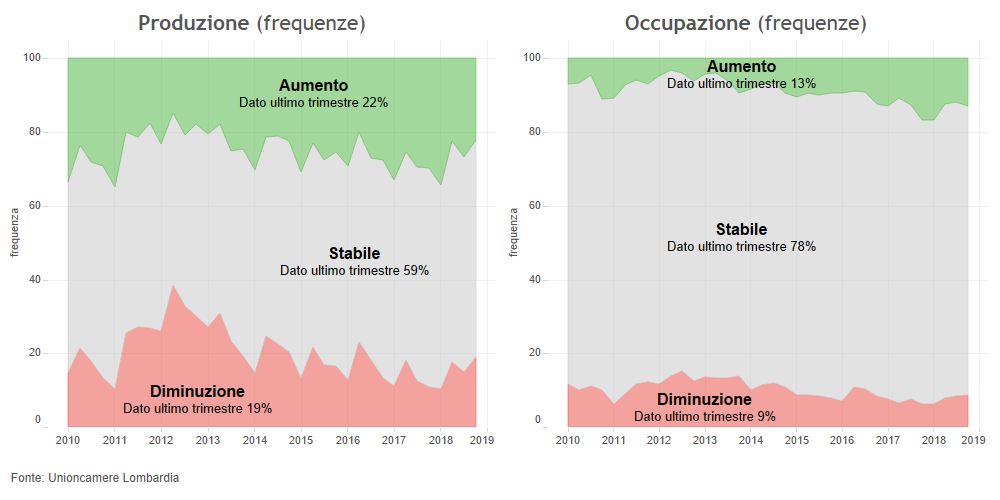 Produzione (frequenze)
100
80
60
40
20
0
frequenza
Aumento
Dato ultimo trimestre 22%
Stabile
Dato ultimo trimestre 59%
Diminuzione
Dato ultimo trimestre 19%
2010 2011 2012 2013 2014 2015 2016 2017 2018 2019
Occupazione (frequenze)
100
80
60
40
20
0
frequenza
Aumento
Dato ultimo trimestre 13%
Stabile
Dato ultimo trimestre 78%
Diminuzione
Dato ultimo trimestre 9%
2010 2011 2012 2013 2014 2015 2016 2017 2018 2019
Fonte: Unioncamere Lombardia